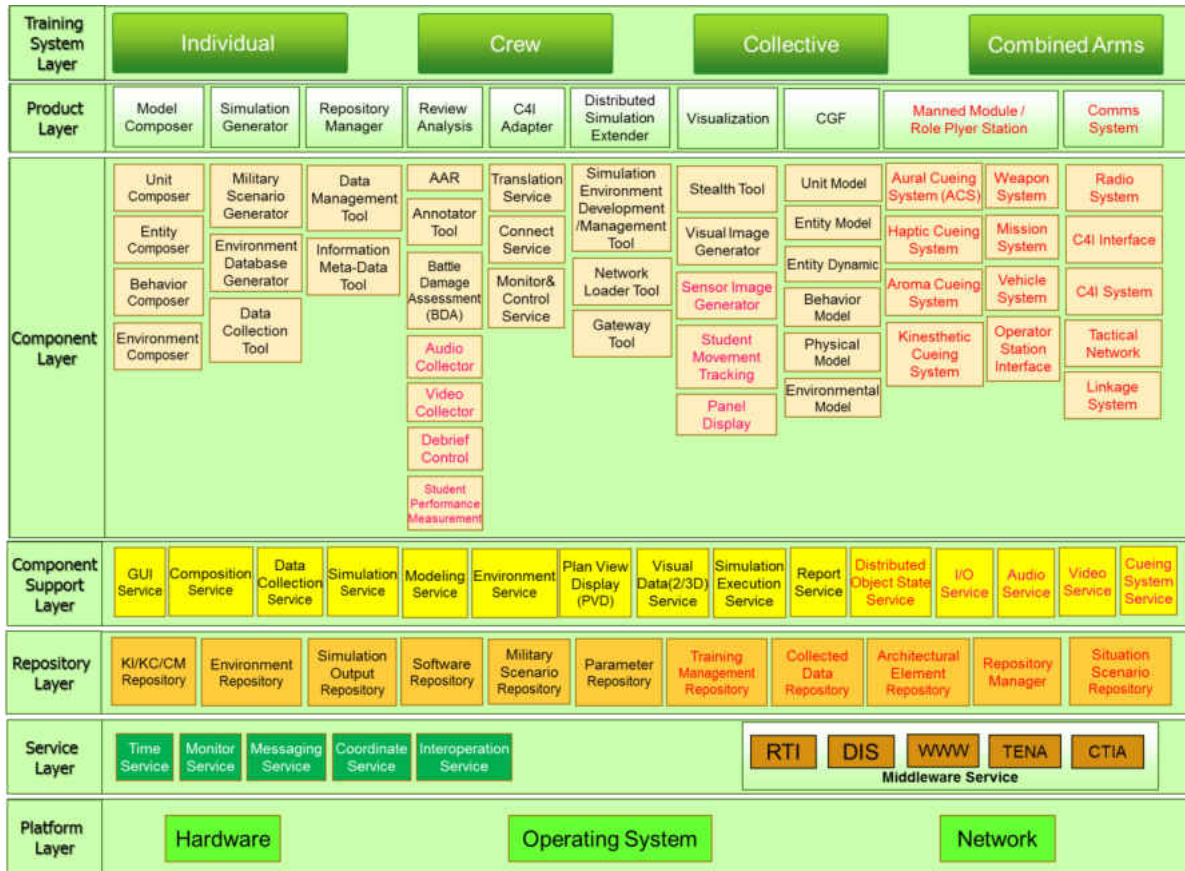 Training
System
Layer
Individual
Crew
Collective
Combined Arms
Product
Layer
Model
Composer
Simulation
Generator
Repository
Manager
Review
Analysis
C4I
Adapter
Distributed
Simulation
Extender
Visualization
CGF
Manned Module /
Role Plyer Station
Comms
System
Component
Layer
Unit
Composer
Entity
Composer
Behavior
Composer
Environment
Composer
Military
Scenario
Generator
Environment
Database
Generator
Data
Collection
Tool
Data
Management
Tool
Information
Meta-Data
Tool
AAR
Annotator
Tool
Battle
Damage
Assessment
(BDA)
Audio
Collector
Video
Collector
Debrief
Control
Student
Performance
Measurement
Translation
Service
Connect
Service
Monitor&
Control
Service
Simulation
Environment
Development
/Management
Tool
Network
Loader Tool
Gateway
Tool
Stealth Tool
Visual Image
Generator
Sensor Image
Generator
Student
Movement
Tracking
Panel
Display
Unit Model
Entity Model
Entity Dynamic
Behavior
Model
Physical
Model
Environmental
Model
Aural Cueing
System (ACS)
Haptic Cueing
System
Aroma Cueing
System
Kinesthetic
Cueing
System
Weapon
System
Mission
System
Vehicle
System
Operator
Station
Interface
Radio
System
C4I Interface
C4I System
Tactical
Network
Linkage
System
Component
Support
Layer
GUI
Service
Composition
Service
Data
Collection
Service
Simulation
Service
Modeling
Service
Environment
Service
Plan View
Display
(PVD)
Visual
Data(2/3D)
Service
Simulation
Execution
Service
Report
Service
Distributed
Object State
Service
I/O
Service
Audio
Service
Video
Service
Cueing
System
Service
Repository
Layer
KI/KC/CM
Repository
Environment
Repository
Simulation
Output
Repository
Software
Repository
Military
Scenario
Repository
Parameter
Repository
Training
Management
Repository
Collected
Data
Repository
Architectural
Element
Repository
Repository
Manager
Situation
Scenario
Repository
Service
Layer
Time
Service
Monitor
Service
Messaging
Service
Coordinate
Service
Interoperation
Service
RTI
DIS
WWW
TENA
CTIA
Middleware Service
Platform
Layer
Hardware
Operating System
Network